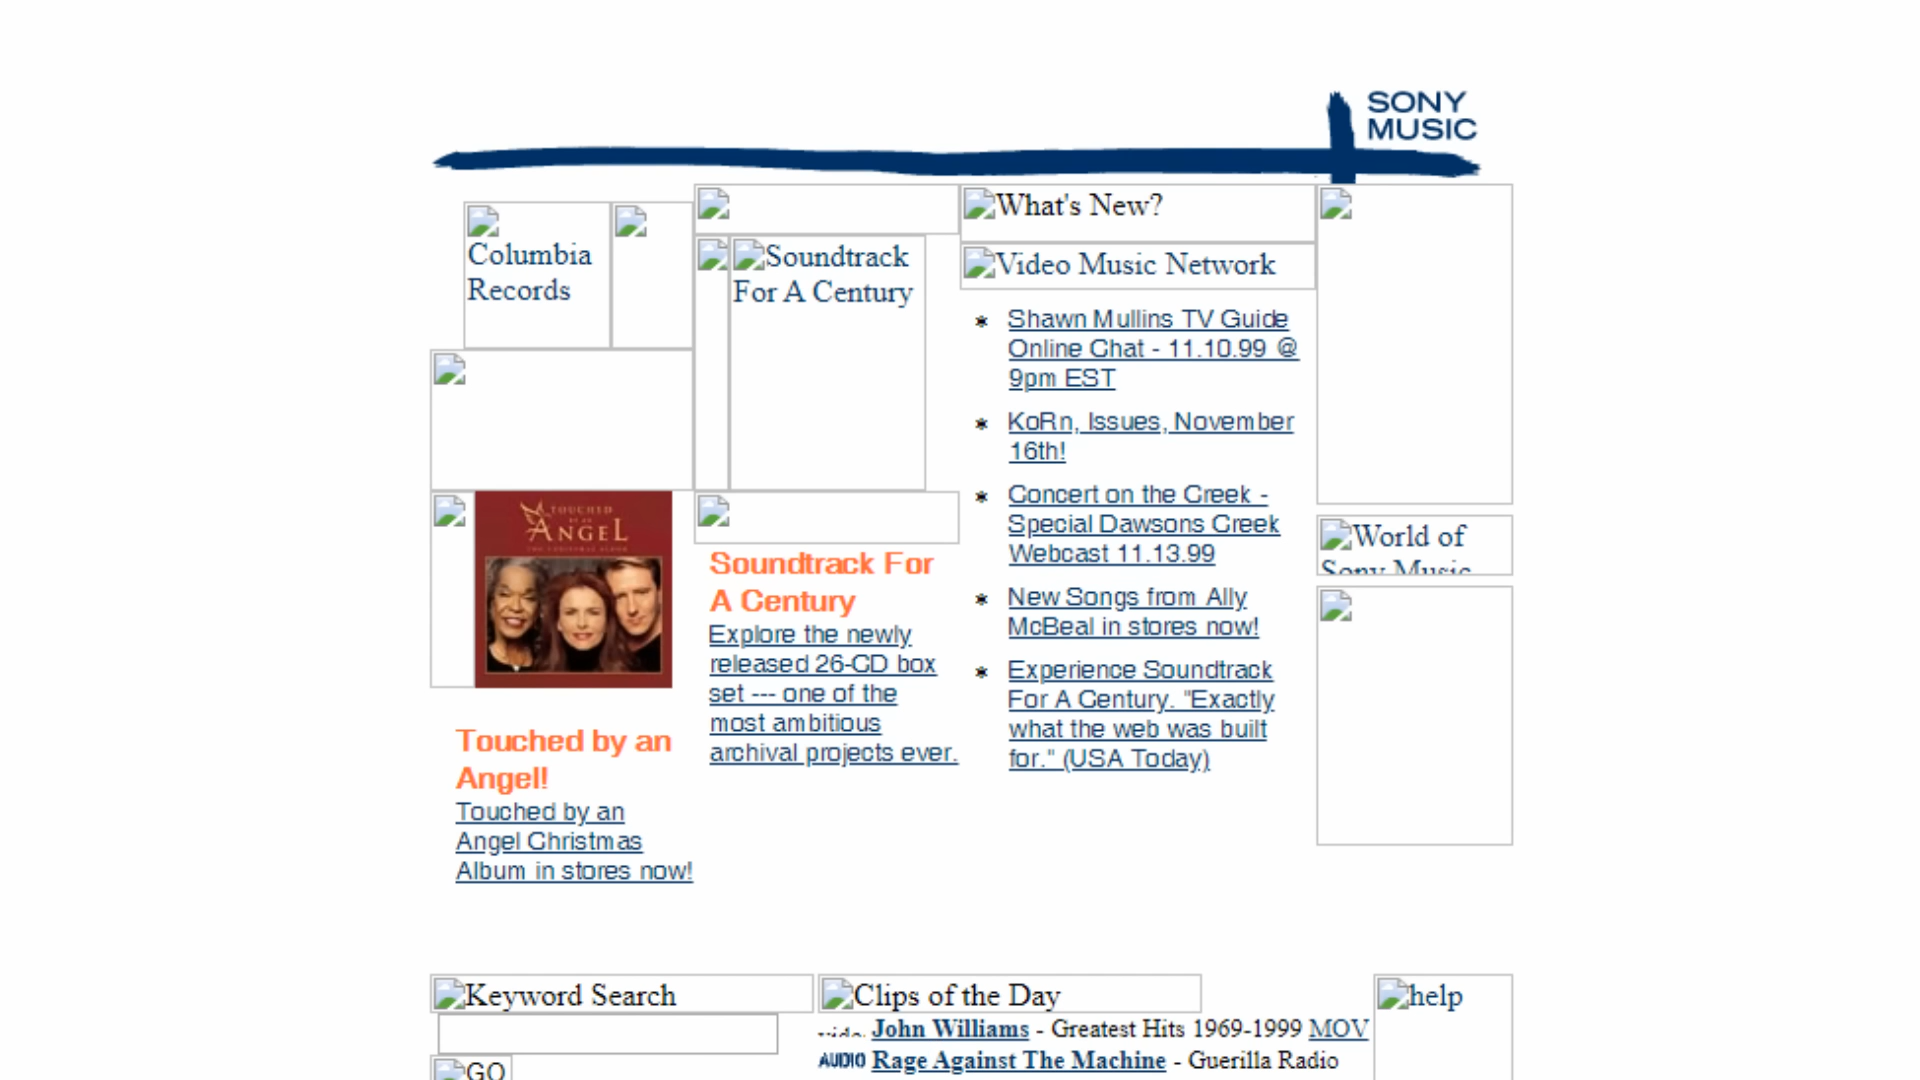 SONY
MUSIC
Columbia
Records
TOUCHED
BY AN
ANGEL
Touched by an
Angel!
Touched by an
Angel Christmas
Album in stores now!
Soundtrack
For A Century
Soundtrack For
A Century
Explore the newly
released 26-CD box
set --- one of the
most ambitious
archival projects ever.
What's New?
Video Music Network
Shawn Mullins TV Guide
Online Chat - 11.10.99 @
9pm EST
KoRn, Issues, November
16th!
Concert on the Creek -
Special Dawsons Creek
Webcast 11.13.99
New Songs from Ally
McBeal in stores now!
Experience Soundtrack
For A Century. "Exactly
what the web was built
for." (USA Today)
World of
Sony Music
Keyword Search
GO
Clips of the Day
John Williams - Greatest Hits 1969-1999 MOV
AUDIO Rage Against The Machine - Guerilla Radio
help